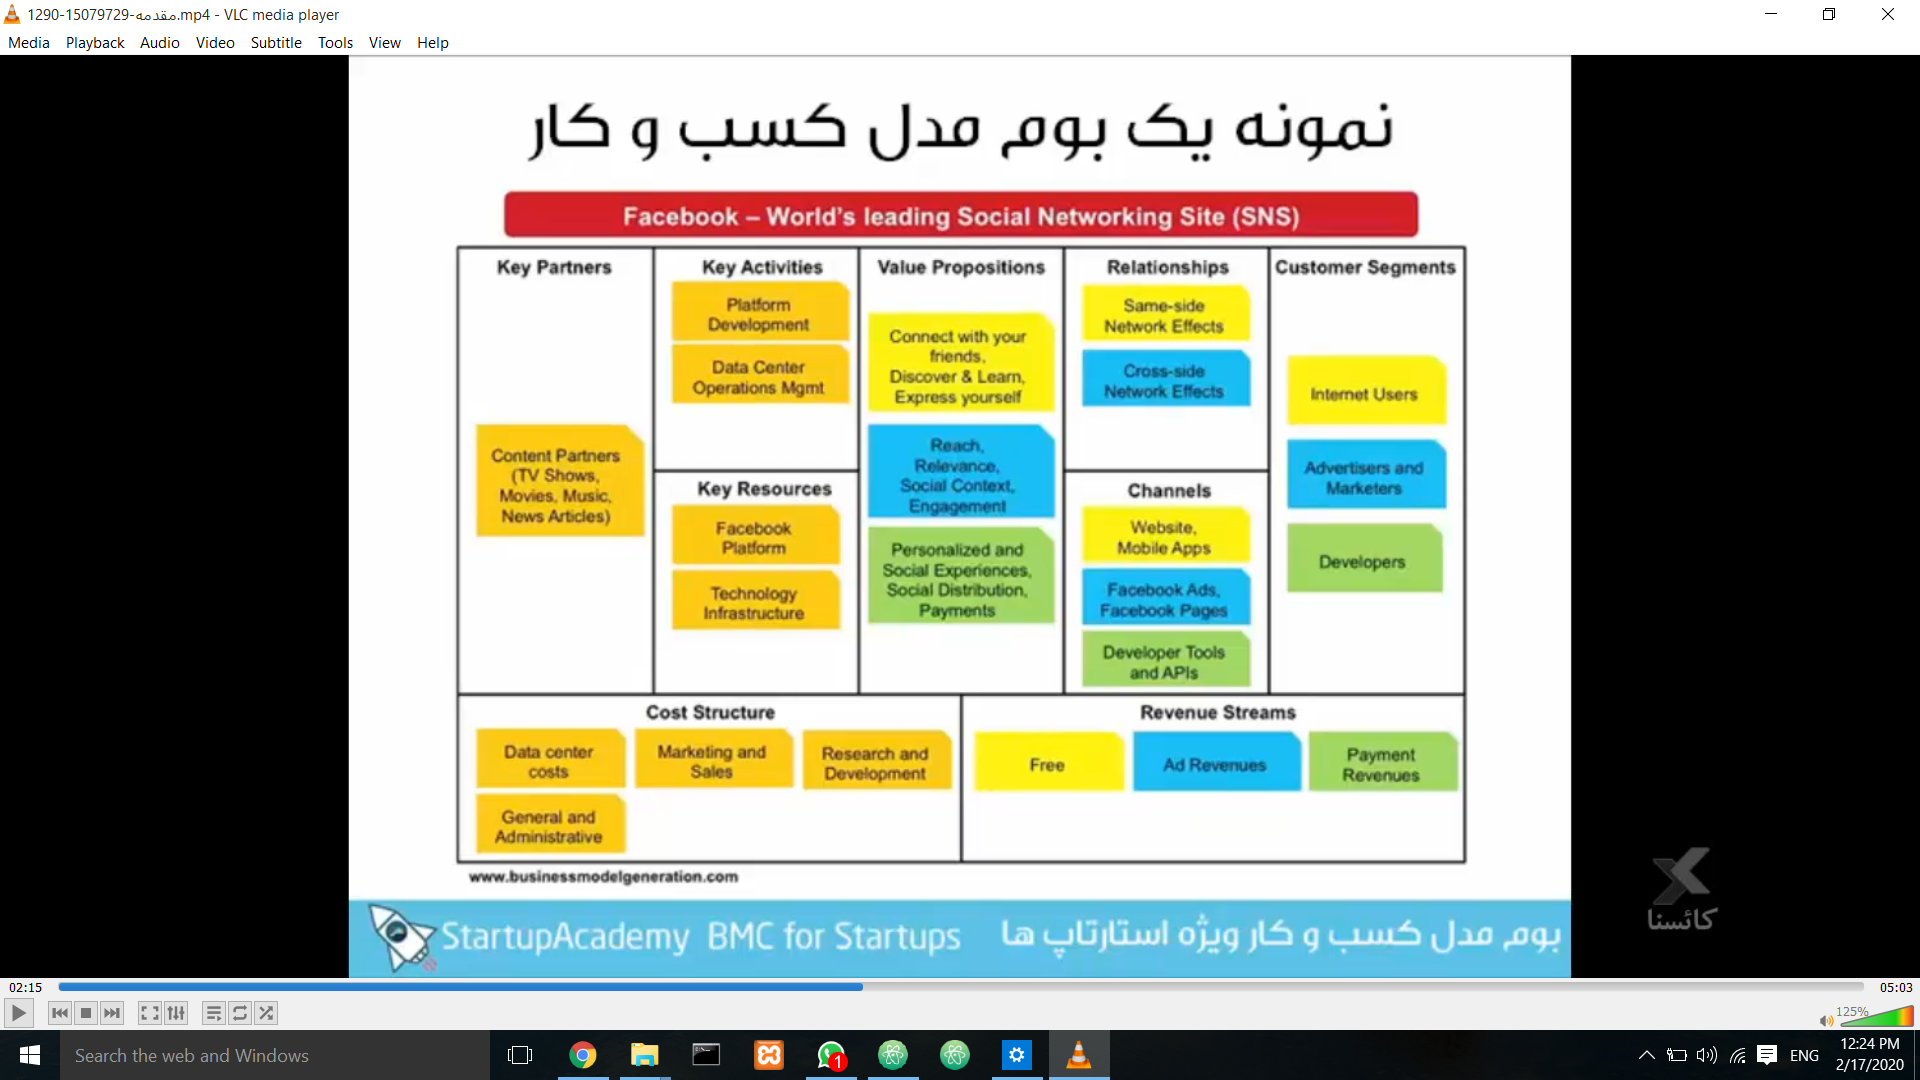 1290-15079729-مقدمه.mp4 - VLC media player
Media Playback Audio Video Subtitle Tools View Help
نمونه یک بوم مدل کسب و کار
Facebook – World's leading Social Networking Site (SNS)
Key Partners
Content Partners
(TV Shows,
Movies, Music,
News Articles)
Key Activities
Platform
Development
Data Center
Operations Mgmt
Key Resources
Facebook
Platform
Technology
Infrastructure
Value Propositions
Connect with your
friends,
Discover & Learn,
Express yourself
Reach,
Relevance,
Social Context,
Engagement
Personalized and
Social Experiences,
Social Distribution,
Payments
Relationships
Same-side
Network Effects
Cross-side
Network Effects
Channels
Website,
Mobile Apps
Facebook Ads,
Facebook Pages
Developer Tools
and APIs
Customer Segments
Internet Users
Advertisers and
Marketers
Developers
Cost Structure
Data center
costs
Marketing and
Sales
Research and
Development
General and
Administrative
Revenue Streams
Free
Ad Revenues
Payment
Revenues
www.businessmodelgeneration.com
کائسنا
StartupAcademy BMC for Startups
بوم مدل کسب و کار ویژه استارتاپ ها
02:15
05:03
125%
Search the web and Windows
1
ENG
12:24 PM
2/17/2020